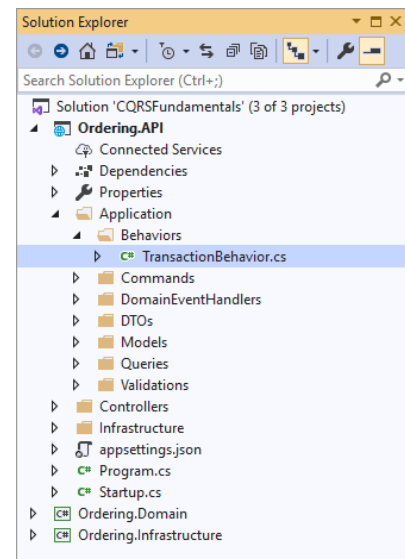 Solution Explorer
Search Solution Explorer (Ctrl+;)
Solution 'CQRSFundamentals' (3 of 3 projects)
Ordering.API
Connected Services
Dependencies
Properties
Application
Behaviors
C# TransactionBehavior.cs
Commands
DomainEventHandlers
DTOs
Models
Queries
Validations
Controllers
Infrastructure
appsettings.json
C# Program.cs
C# Startup.cs
C# Ordering.Domain
C# Ordering.Infrastructure